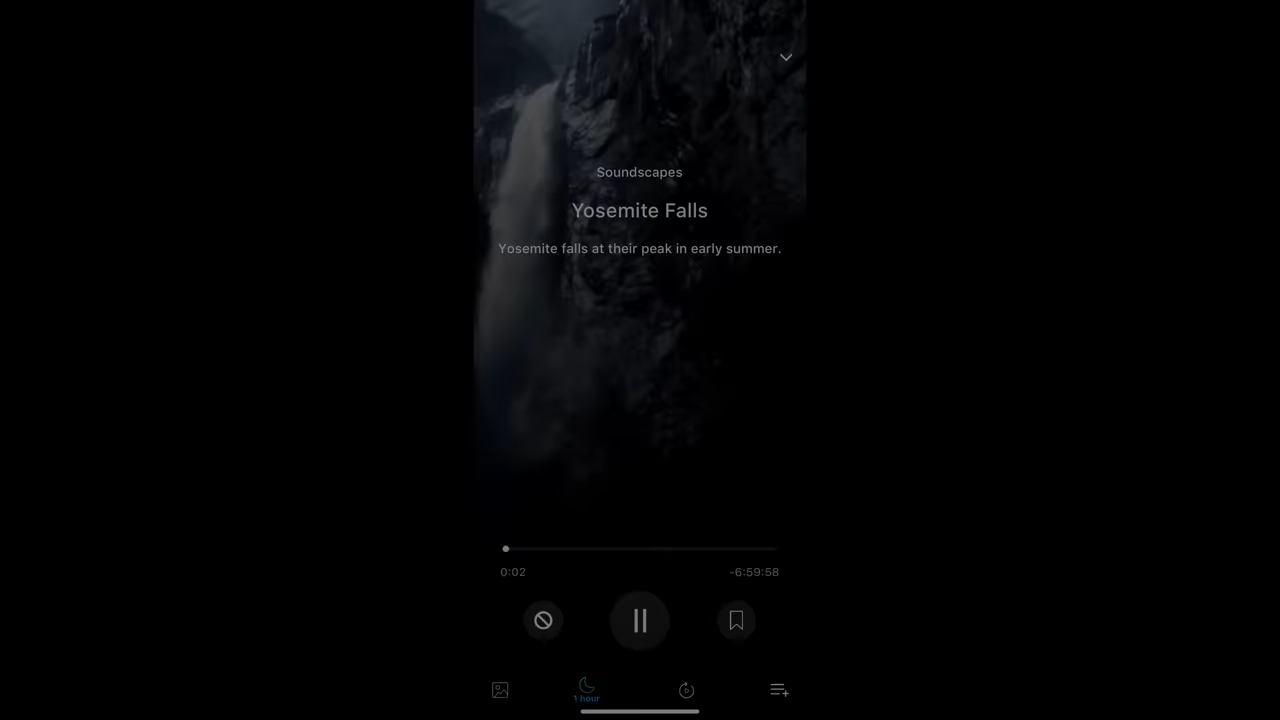 Soundscapes
Yosemite Falls
Yosemite falls at their peak in early summer.
0:02
-6:59:58
1 hour